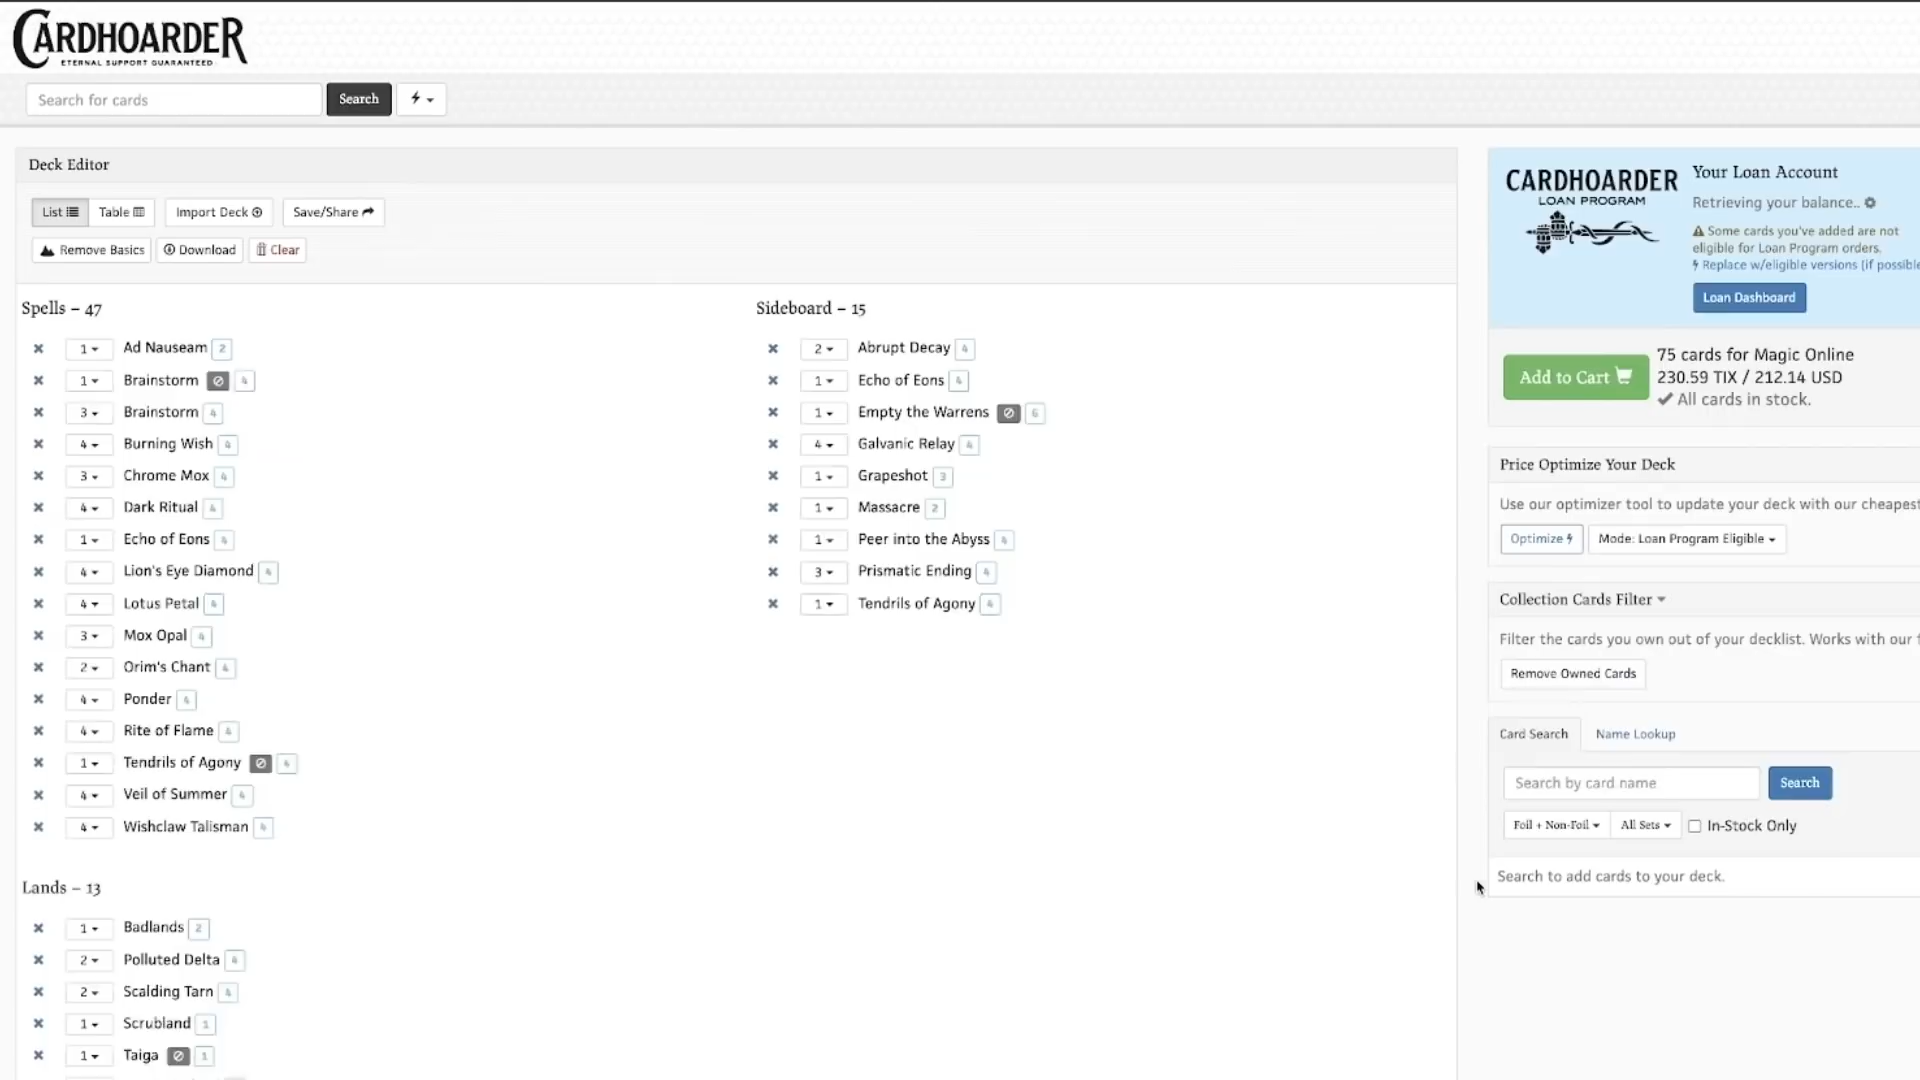 CARDHOARDER
ETERNAL SUPPORT GUARANTEED
Search for cards
Search
Deck Editor
List
Table
Import Deck
Save/Share
Remove Basics
Download
Clear
Spells – 47
1 Ad Nauseam 2
1 Brainstorm 4
3 Brainstorm 4
4 Burning Wish 4
3 Chrome Mox 4
4 Dark Ritual 4
1 Echo of Eons 4
4 Lion's Eye Diamond 4
4 Lotus Petal 4
3 Mox Opal 4
2 Orim's Chant 4
4 Ponder 4
4 Rite of Flame 4
1 Tendrils of Agony 4
4 Veil of Summer 4
4 Wishclaw Talisman 4
Lands – 13
1 Badlands 2
2 Polluted Delta 4
2 Scalding Tarn 4
1 Scrubland 1
1 Taiga 1
Sideboard – 15
2 Abrupt Decay 4
1 Echo of Eons 4
1 Empty the Warrens 6
4 Galvanic Relay 4
1 Grapeshot 3
1 Massacre 2
1 Peer into the Abyss 4
3 Prismatic Ending 4
1 Tendrils of Agony 4
CARDHOARDER
LOAN PROGRAM
Your Loan Account
Retrieving your balance..
Some cards you've added are not
eligible for Loan Program orders.
Replace w/eligible versions (if possible
Loan Dashboard
Add to Cart
75 cards for Magic Online
230.59 TIX / 212.14 USD
All cards in stock.
Price Optimize Your Deck
Use our optimizer tool to update your deck with our cheapest
Optimize
Mode: Loan Program Eligible
Collection Cards Filter
Filter the cards you own out of your decklist. Works with our f
Remove Owned Cards
Card Search
Name Lookup
Search by card name
Search
Foil + Non-Foil
All Sets
In-Stock Only
Search to add cards to your deck.